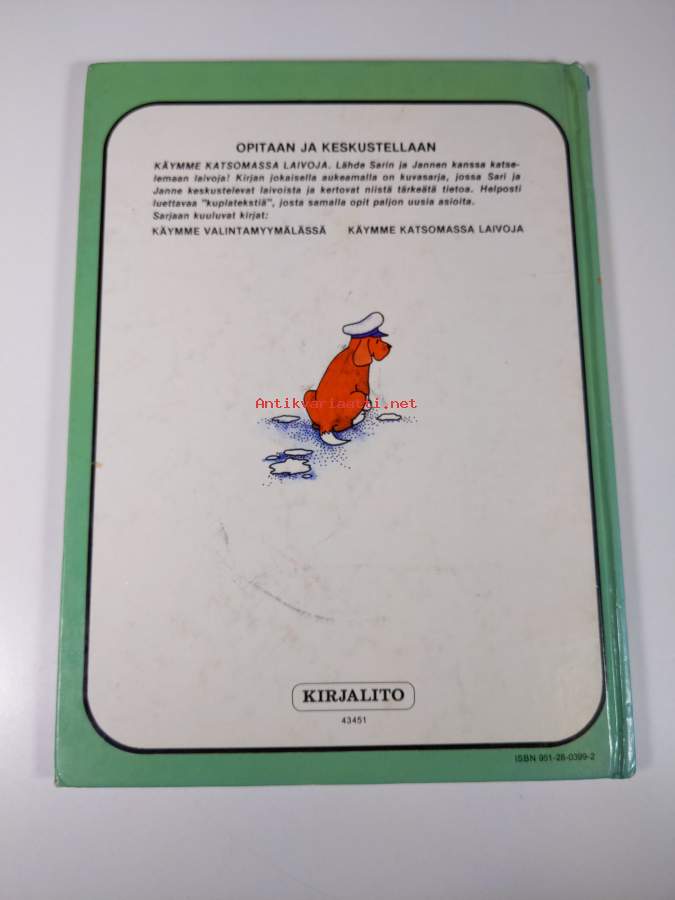 OPITAAN JA KESKUSTELLAAN
KÄYMME KATSOMASSA LAIVOJA. Lähde Sarin ja Jannen kanssa katse-
lemaan laivoja! Kirjan jokaisella aukeamalla on kuvasarja, jossa Sari ja
Janne keskustelevat laivoista ja kertovat niistä tärkeätä tietoa. Helposti
luettavaa "kuplatekstiä", josta samalla opit paljon uusia asioita.
Sarjaan kuuluvat kirjat:
KÄYMME VALINTAMYYMÄLÄSSÄ KÄYMME KATSOMASSA LAIVOJA
Antikvariaatti.net
KIRJALITO
43451
ISBN 951-28-0399-2